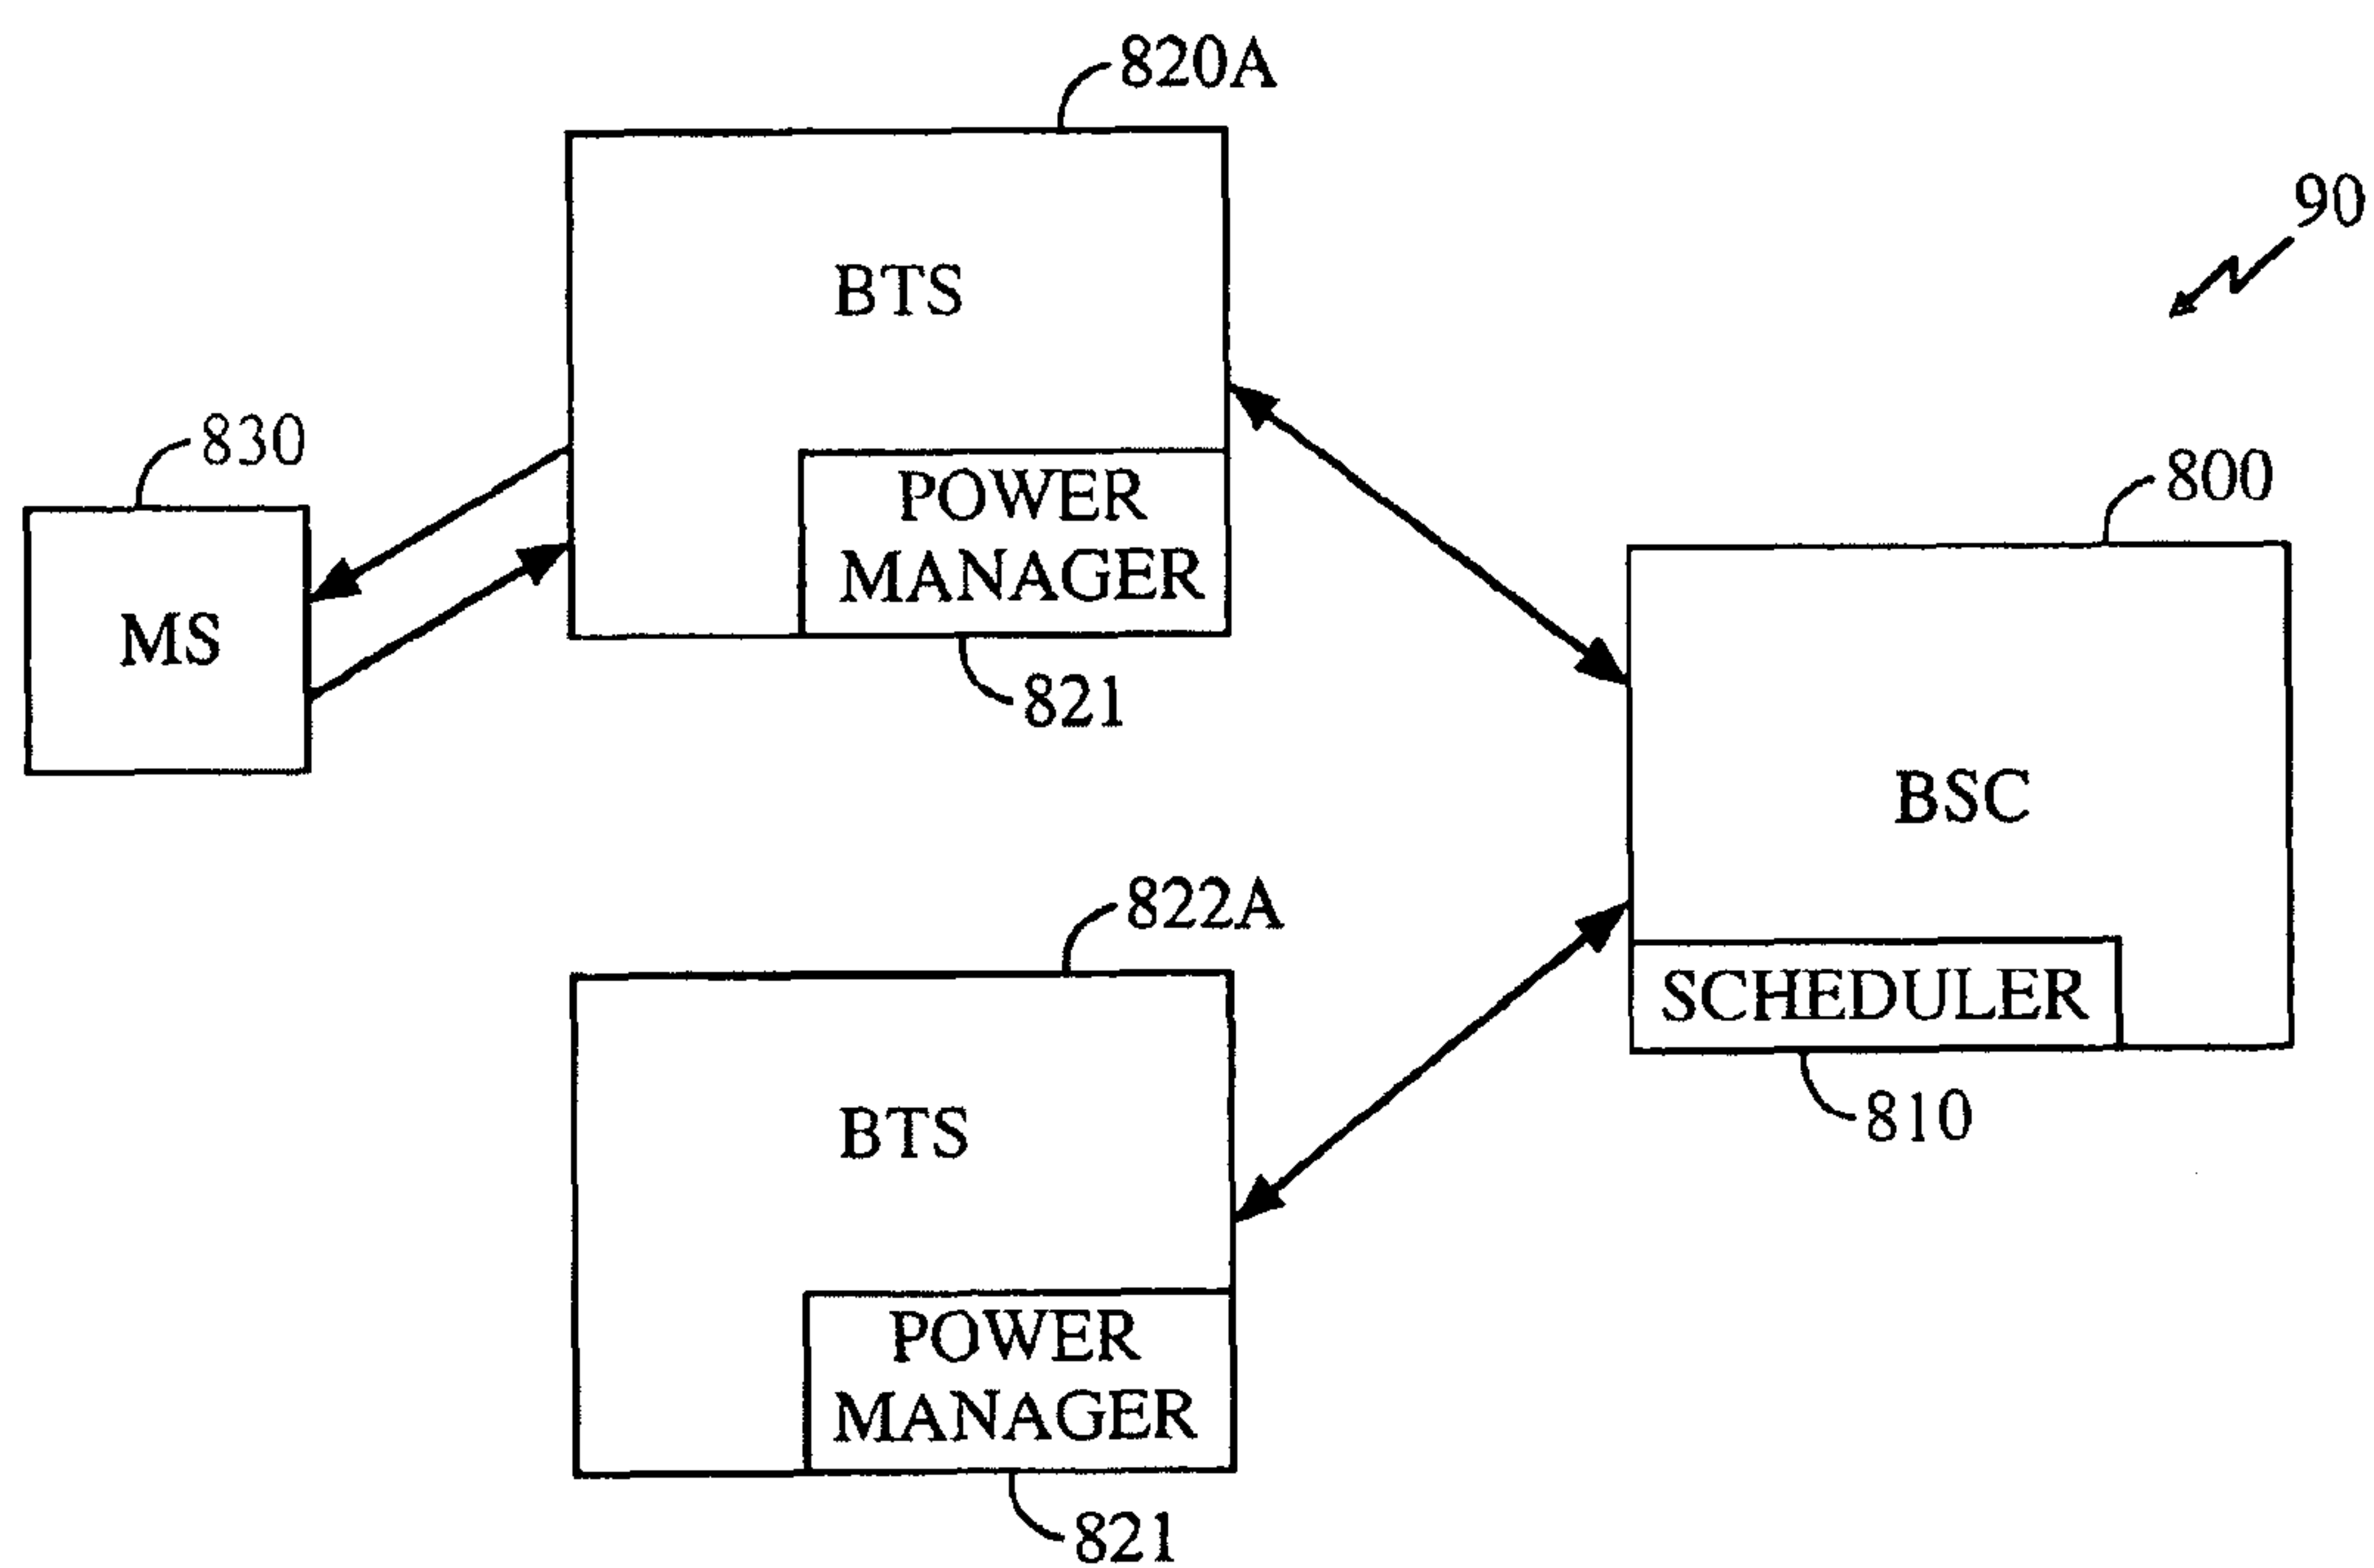 820A
90
BTS
830
POWER
MANAGER
800
MS
821
BSC
822A
SCHEDULER
810
BTS
POWER
MANAGER
821